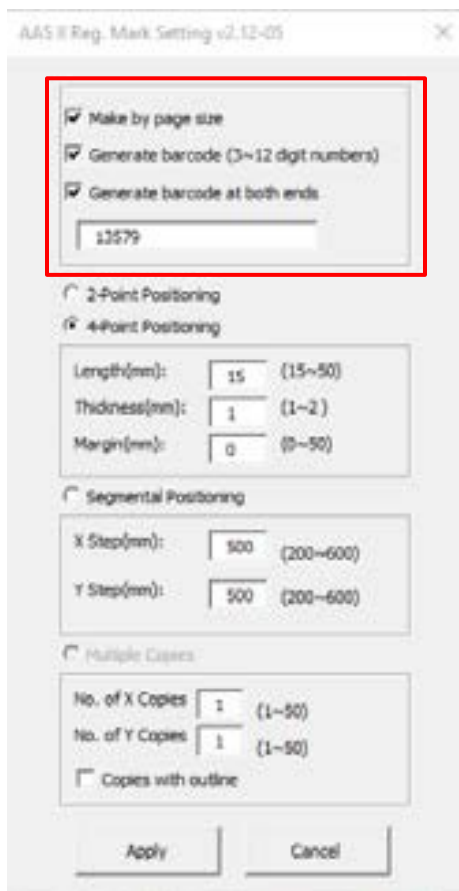 AAS II Reg. Mark Setting v2.12-05
Make by page size
Generate barcode (3~12 digit numbers)
Generate barcode at both ends
13579
2-Point Positioning
4-Point Positioning
Length(mm): 15 (15~50)
Thickness(mm): 1 (1~2 )
Margin(mm): 0 (0~50)
Segmental Positioning
X Step(mm): 500 (200~600)
Y Step(mm): 500 (200~600)
Multiple Copies
No. of X Copies 1 (1~50)
No. of Y Copies 1 (1~50)
Copies with outline
Apply Cancel